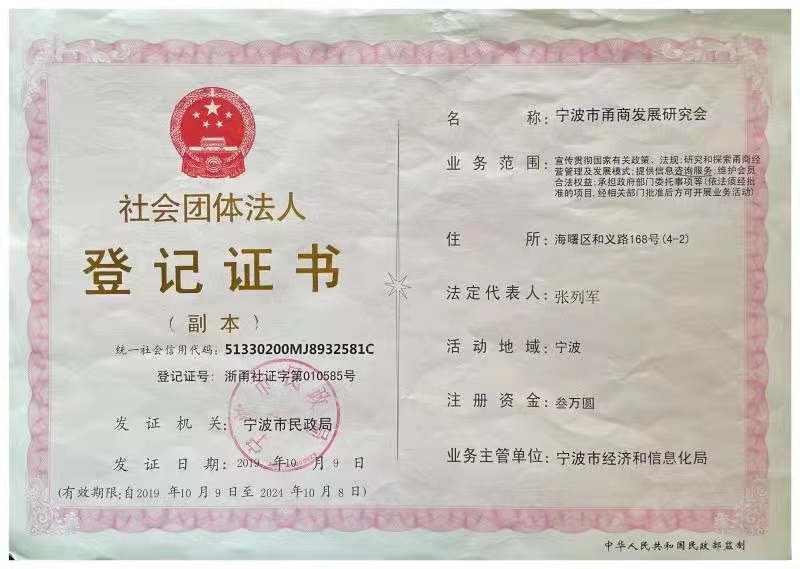 社会团体法人
登记证书
(副本)
统一社会信用代码：51330200MJ8932581C
登记证号：浙甬社证字第010585号
发证机关：宁波市民政局
发证日期：2019年10月9日
(有效期限:自2019年10月9日至2024年10月8日)
名称：宁波市甬商发展研究会
业务范围：宣传贯彻国家有关政策、法规;研究和探索甬商经
营管理及发展模式;提供信息咨询服务;维护会员
合法权益;承担政府部门委托事项等(依法须经批
准的项目,经相关部门批准后方可开展业务活动)
住所：海曙区和义路168号(4-2)
法定代表人：张列军
活动地域：宁波
注册资金：叁万圆
业务主管单位：宁波市经济和信息化局
中华人民共和国民政部监制